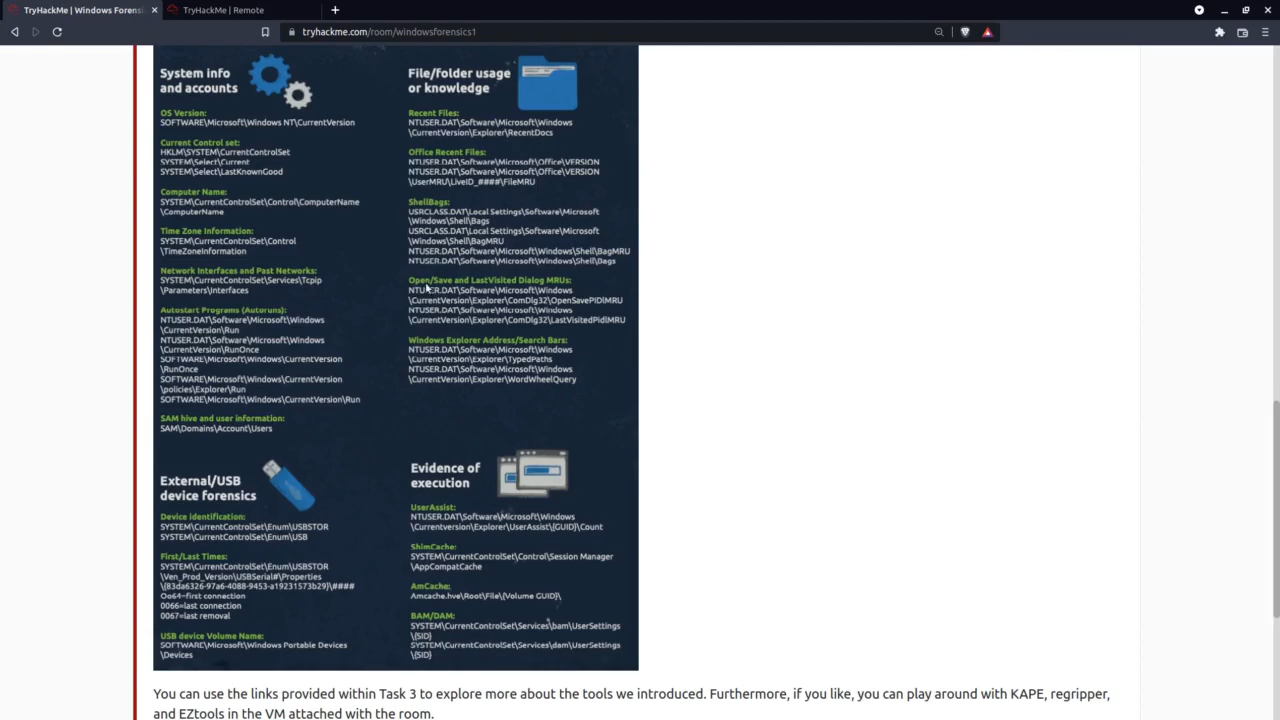 TryHackMe | Windows Forensi
TryHackMe | Remote
tryhackme.com/room/windowsforensics1
System info
and accounts
OS Version:
SOFTWARE\Microsoft\Windows NT\CurrentVersion
Current Control set:
HKLM\SYSTEM\CurrentControlSet
SYSTEM\Select\Current
SYSTEM\Select\LastKnownGood
Computer Name:
SYSTEM\CurrentControlSet\Control\ComputerName
\ComputerName
Time Zone Information:
SYSTEM\CurrentControlSet\Control
\TimeZoneInformation
Network Interfaces and Past Networks:
SYSTEM\CurrentControlSet\Services\Tcpip
\Parameters\Interfaces
Autostart Programs (Autoruns):
NTUSER.DAT\Software\Microsoft\Windows
\CurrentVersion\Run
NTUSER.DAT\Software\Microsoft\Windows
\CurrentVersion\RunOnce
SOFTWARE\Microsoft\Windows\CurrentVersion
\RunOnce
SOFTWARE\Microsoft\Windows\CurrentVersion
\policies\Explorer\Run
SOFTWARE\Microsoft\Windows\CurrentVersion\Run
SAM hive and user information:
SAM\Domains\Account\Users
File/folder usage
or knowledge
Recent Files:
NTUSER.DAT\Software\Microsoft\Windows
\CurrentVersion\Explorer\RecentDocs
Office Recent Files:
NTUSER.DAT\Software\Microsoft\Office\VERSION
NTUSER.DAT\Software\Microsoft\Office\VERSION
\UserMRU\LiveID_####\FileMRU
ShellBags:
USRCLASS.DAT\Local Settings\Software\Microsoft
\Windows\Shell\Bags
USRCLASS.DAT\Local Settings\Software\Microsoft
\Windows\Shell\BagMRU
NTUSER.DAT\Software\Microsoft\Windows\Shell\BagMRU
NTUSER.DAT\Software\Microsoft\Windows\Shell\Bags
Open/Save and LastVisited Dialog MRUs:
NTUSER.DAT\Software\Microsoft\Windows
\CurrentVersion\Explorer\ComDlg32\OpenSavePIDlMRU
NTUSER.DAT\Software\Microsoft\Windows
\CurrentVersion\Explorer\ComDlg32\LastVisitedPidlMRU
Windows Explorer Address/Search Bars:
NTUSER.DAT\Software\Microsoft\Windows
\CurrentVersion\Explorer\TypedPaths
NTUSER.DAT\Software\Microsoft\Windows
\CurrentVersion\Explorer\WordWheelQuery
External/USB
device forensics
Device identification:
SYSTEM\CurrentControlSet\Enum\USBSTOR
SYSTEM\CurrentControlSet\Enum\USB
First/Last Times:
SYSTEM\CurrentControlSet\Enum\USBSTOR
\Ven_Prod_Version\USBSerial#\Properties
\{83da6326-97a6-4088-9453-a19231573b29}\####
Oo64=first connection
0066=last connection
0067=last removal
USB device Volume Name:
SOFTWARE\Microsoft\Windows Portable Devices
\Devices
Evidence of
execution
UserAssist:
NTUSER.DAT\Software\Microsoft\Windows
\Currentversion\Explorer\UserAssist\{GUID}\Count
ShimCache:
SYSTEM\CurrentControlSet\Control\Session Manager
\AppCompatCache
AmCache:
Amcache.hve\Root\File\{Volume GUID}\
BAM/DAM:
SYSTEM\CurrentControlSet\Services\bam\UserSettings
\{SID}
SYSTEM\CurrentControlSet\Services\dam\UserSettings
\{SID}
You can use the links provided within Task 3 to explore more about the tools we introduced. Furthermore, if you like, you can play around with KAPE, regripper,
and EZtools in the VM attached with the room.